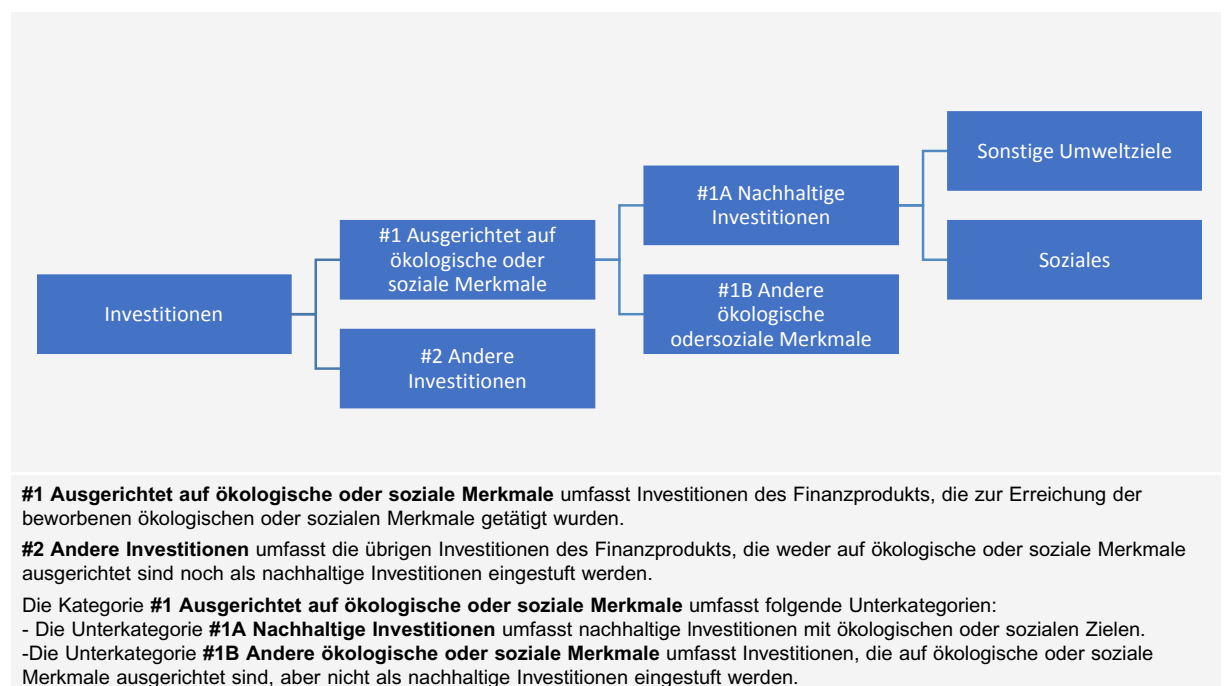 Investitionen
#1 Ausgerichtet auf
ökologische oder
soziale Merkmale
#2 Andere
Investitionen
#1A Nachhaltige
Investitionen
#1B Andere
ökologische
odersoziale Merkmale
Sonstige Umweltziele
Soziales
#1 Ausgerichtet auf ökologische oder soziale Merkmale umfasst Investitionen des Finanzprodukts, die zur Erreichung der
beworbenen ökologischen oder sozialen Merkmale getätigt wurden.
#2 Andere Investitionen umfasst die übrigen Investitionen des Finanzprodukts, die weder auf ökologische oder soziale Merkmale
ausgerichtet sind noch als nachhaltige Investitionen eingestuft werden.
Die Kategorie #1 Ausgerichtet auf ökologische oder soziale Merkmale umfasst folgende Unterkategorien:
- Die Unterkategorie #1A Nachhaltige Investitionen umfasst nachhaltige Investitionen mit ökologischen oder sozialen Zielen.
-Die Unterkategorie #1B Andere ökologische oder soziale Merkmale umfasst Investitionen, die auf ökologische oder soziale
Merkmale ausgerichtet sind, aber nicht als nachhaltige Investitionen eingestuft werden.